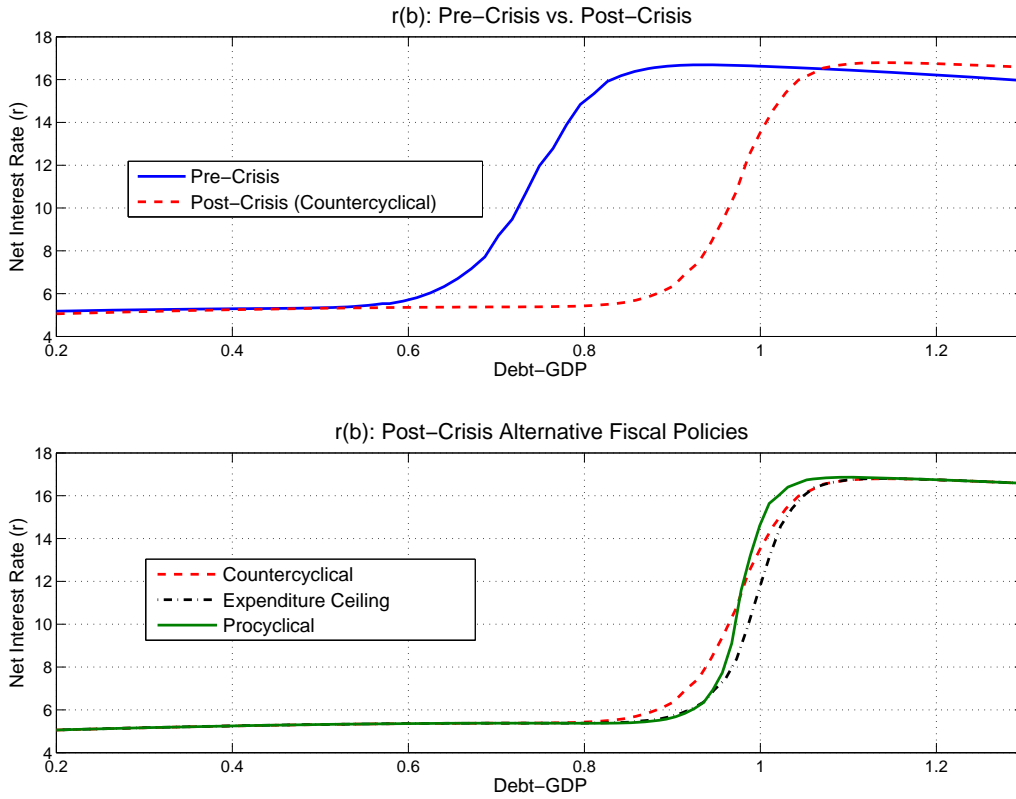 r(b): Pre−Crisis vs. Post−Crisis
18
16
14
12
10
8
6
4
Net Interest Rate (r)
Pre−Crisis
Post−Crisis (Countercyclical)
0.2 0.4 0.6 0.8 1 1.2
Debt−GDP
r(b): Post−Crisis Alternative Fiscal Policies
18
16
14
12
10
8
6
4
Net Interest Rate (r)
Countercyclical
Expenditure Ceiling
Procyclical
0.2 0.4 0.6 0.8 1 1.2
Debt−GDP